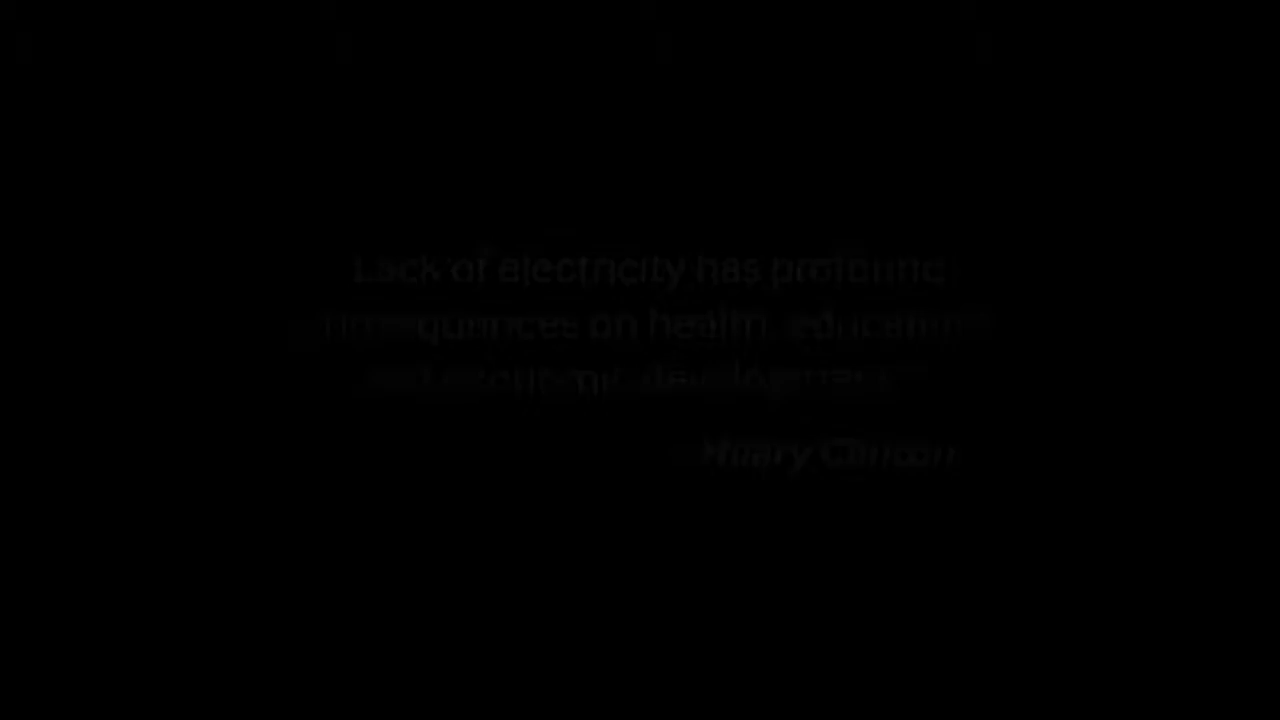 Lack of electricity has profound
consequences on health, education
and economic development
Hillary Clinton